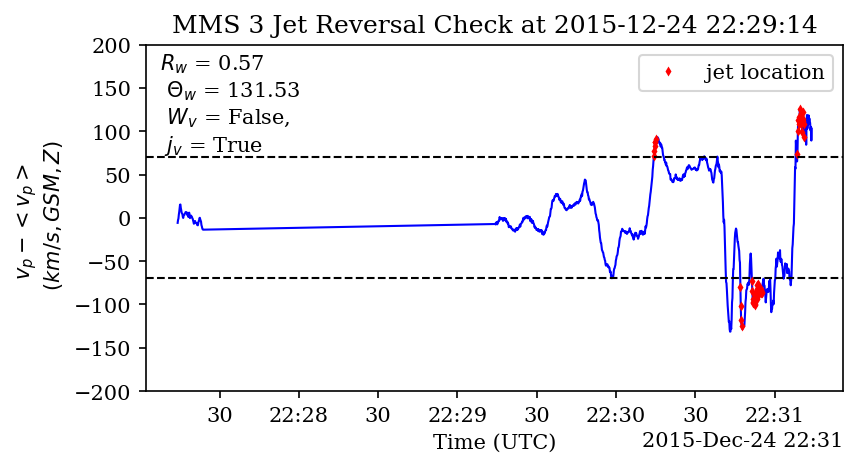 MMS 3 Jet Reversal Check at 2015-12-24 22:29:14
R_w = 0.57
Θ_w = 131.53
W_v = False,
j_v = True
jet location
200
150
100
50
0
−50
−100
−150
−200
v_p − < v_p >
(km/s, GSM, Z)
30 22:28 30 22:29 30 22:30 30 22:31
Time (UTC)
2015-Dec-24 22:31